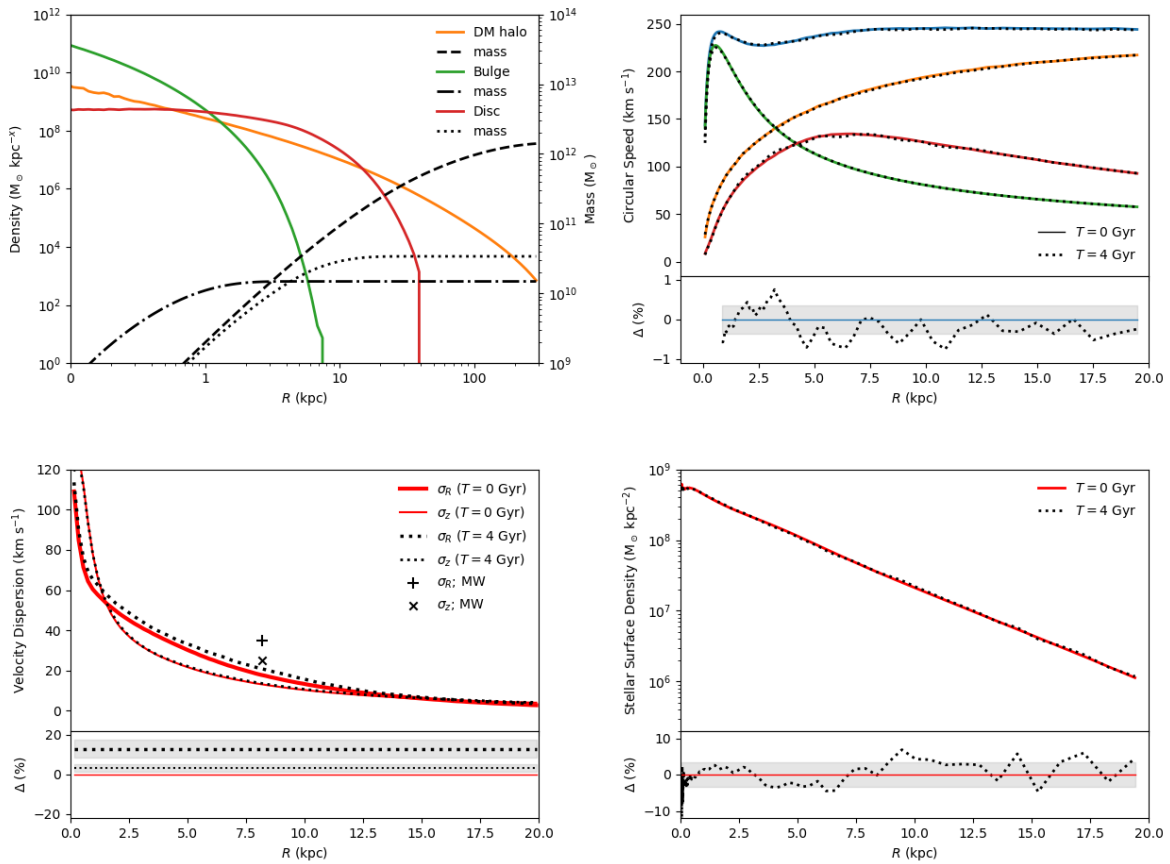 10^12
10^10
10^8
10^6
10^4
10^2
10^0
Density (M⊙ kpc^−x)
0
1
10
100
R (kpc)
10^14
10^13
10^12
10^11
10^10
10^9
Mass (M⊙)
DM halo
mass
Bulge
mass
Disc
mass
250
200
150
100
50
0
Circular Speed (km s^−1)
T = 0 Gyr
T = 4 Gyr
1
0
−1
Δ (%)
0.0 2.5 5.0 7.5 10.0 12.5 15.0 17.5 20.0
R (kpc)
120
100
80
60
40
20
0
Velocity Dispersion (km s^−1)
σ_R (T = 0 Gyr)
σ_z (T = 0 Gyr)
σ_R (T = 4 Gyr)
σ_z (T = 4 Gyr)
σ_R; MW
σ_z; MW
20
0
−20
Δ (%)
0.0 2.5 5.0 7.5 10.0 12.5 15.0 17.5 20.0
R (kpc)
10^9
10^8
10^7
10^6
Stellar Surface Density (M⊙ kpc^−2)
T = 0 Gyr
T = 4 Gyr
10
0
−10
Δ (%)
0.0 2.5 5.0 7.5 10.0 12.5 15.0 17.5 20.0
R (kpc)